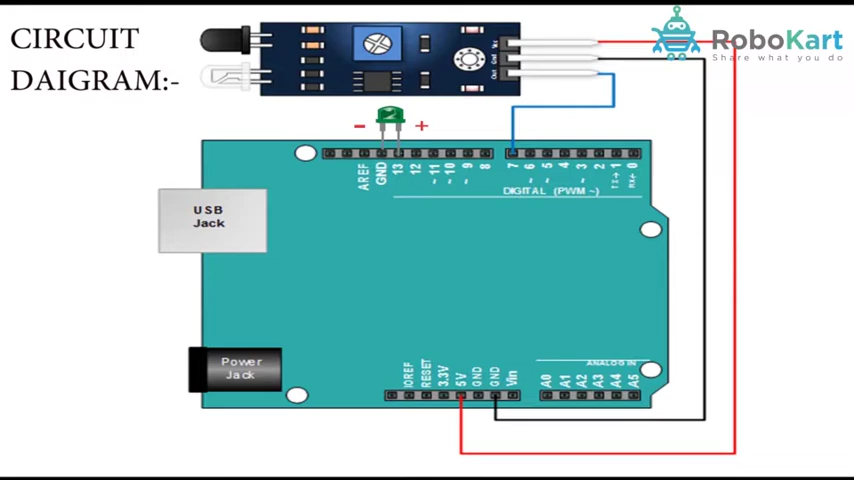 CIRCUIT
DAIGRAM:-
RoboKart
Share what you do
Vcc
Gnd
Out
- +
AREF
GND
13
12
~11
~10
~9
8
7
~6
~5
4
~3
2
TX→1
RX←0
DIGITAL (PWM ~)
USB
Jack
Power
Jack
IOREF
RESET
3.3V
5V
GND
GND
Vin
ANALOG IN
A0
A1
A2
A3
A4
A5